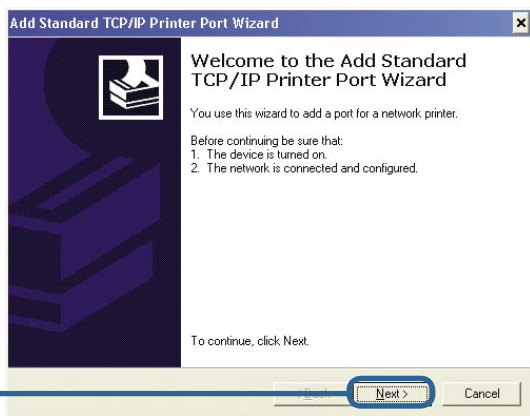 Add Standard TCP/IP Printer Port Wizard
Welcome to the Add Standard
TCP/IP Printer Port Wizard
You use this wizard to add a port for a network printer.
Before continuing be sure that:
1. The device is turned on.
2. The network is connected and configured.
To continue, click Next.
Next > Cancel